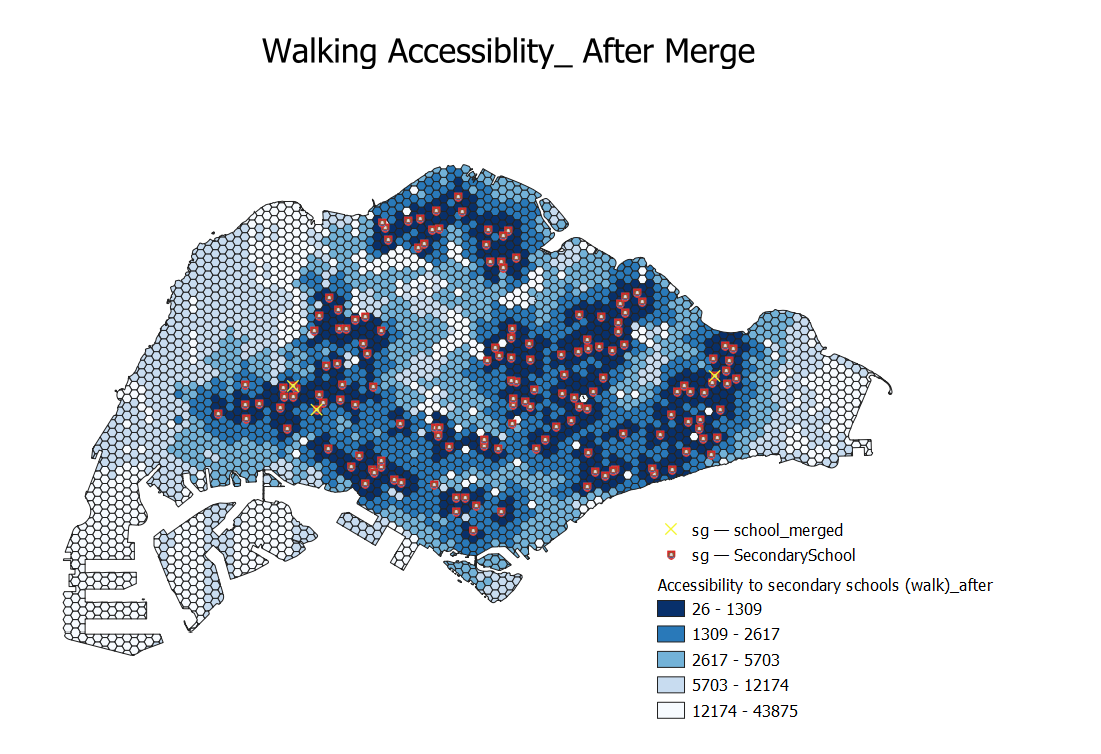 Walking Accessiblity_ After Merge
sg — school_merged
sg — SecondarySchool
Accessibility to secondary schools (walk)_after
26 - 1309
1309 - 2617
2617 - 5703
5703 - 12174
12174 - 43875